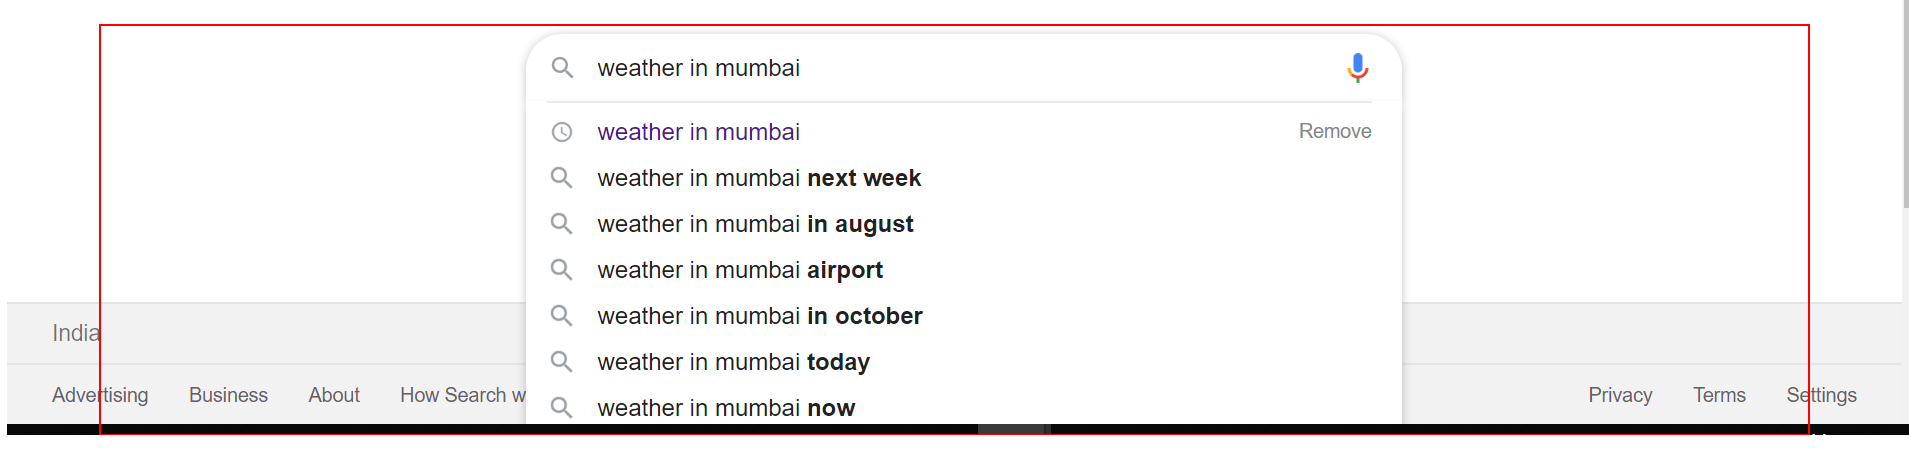 weather in mumbai
weather in mumbai Remove
weather in mumbai next week
weather in mumbai in august
weather in mumbai airport
weather in mumbai in october
India
weather in mumbai today
Advertising Business About How Search w Privacy Terms Settings
weather in mumbai now